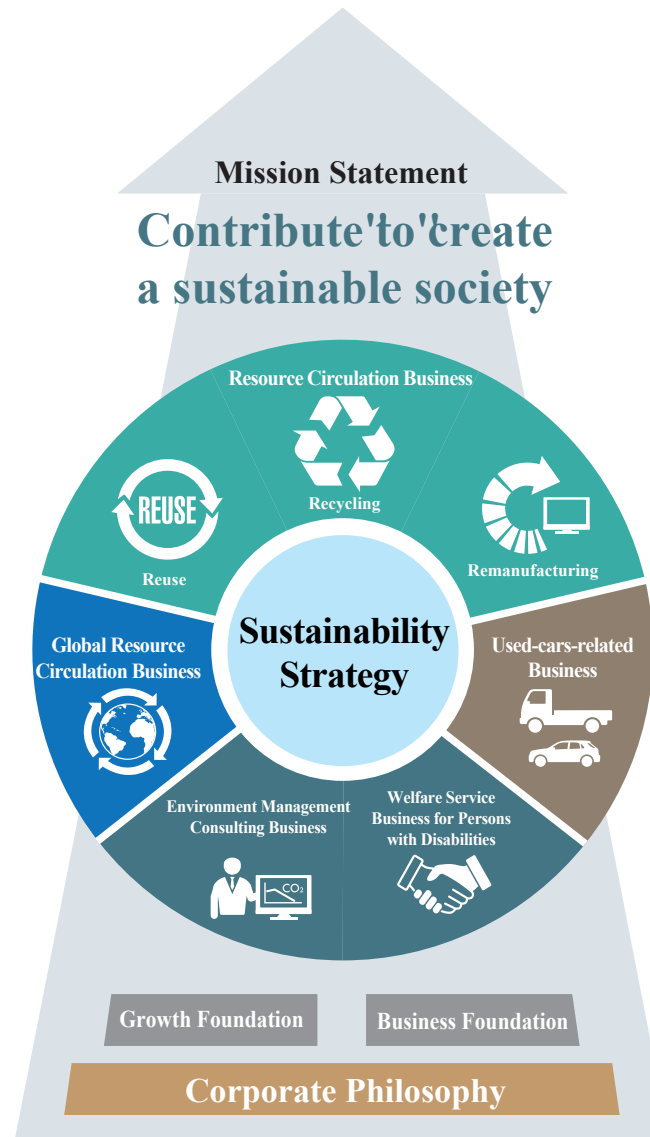 Mission Statement
Contribute to create
a sustainable society
Resource Circulation Business
Recycling
REUSE
Reuse
Remanufacturing
Global Resource
Circulation Business
Sustainability
Strategy
Used-cars-related
Business
Environment Management
Consulting Business
CO₂
Welfare Service
Business for Persons
with Disabilities
Growth Foundation
Business Foundation
Corporate Philosophy